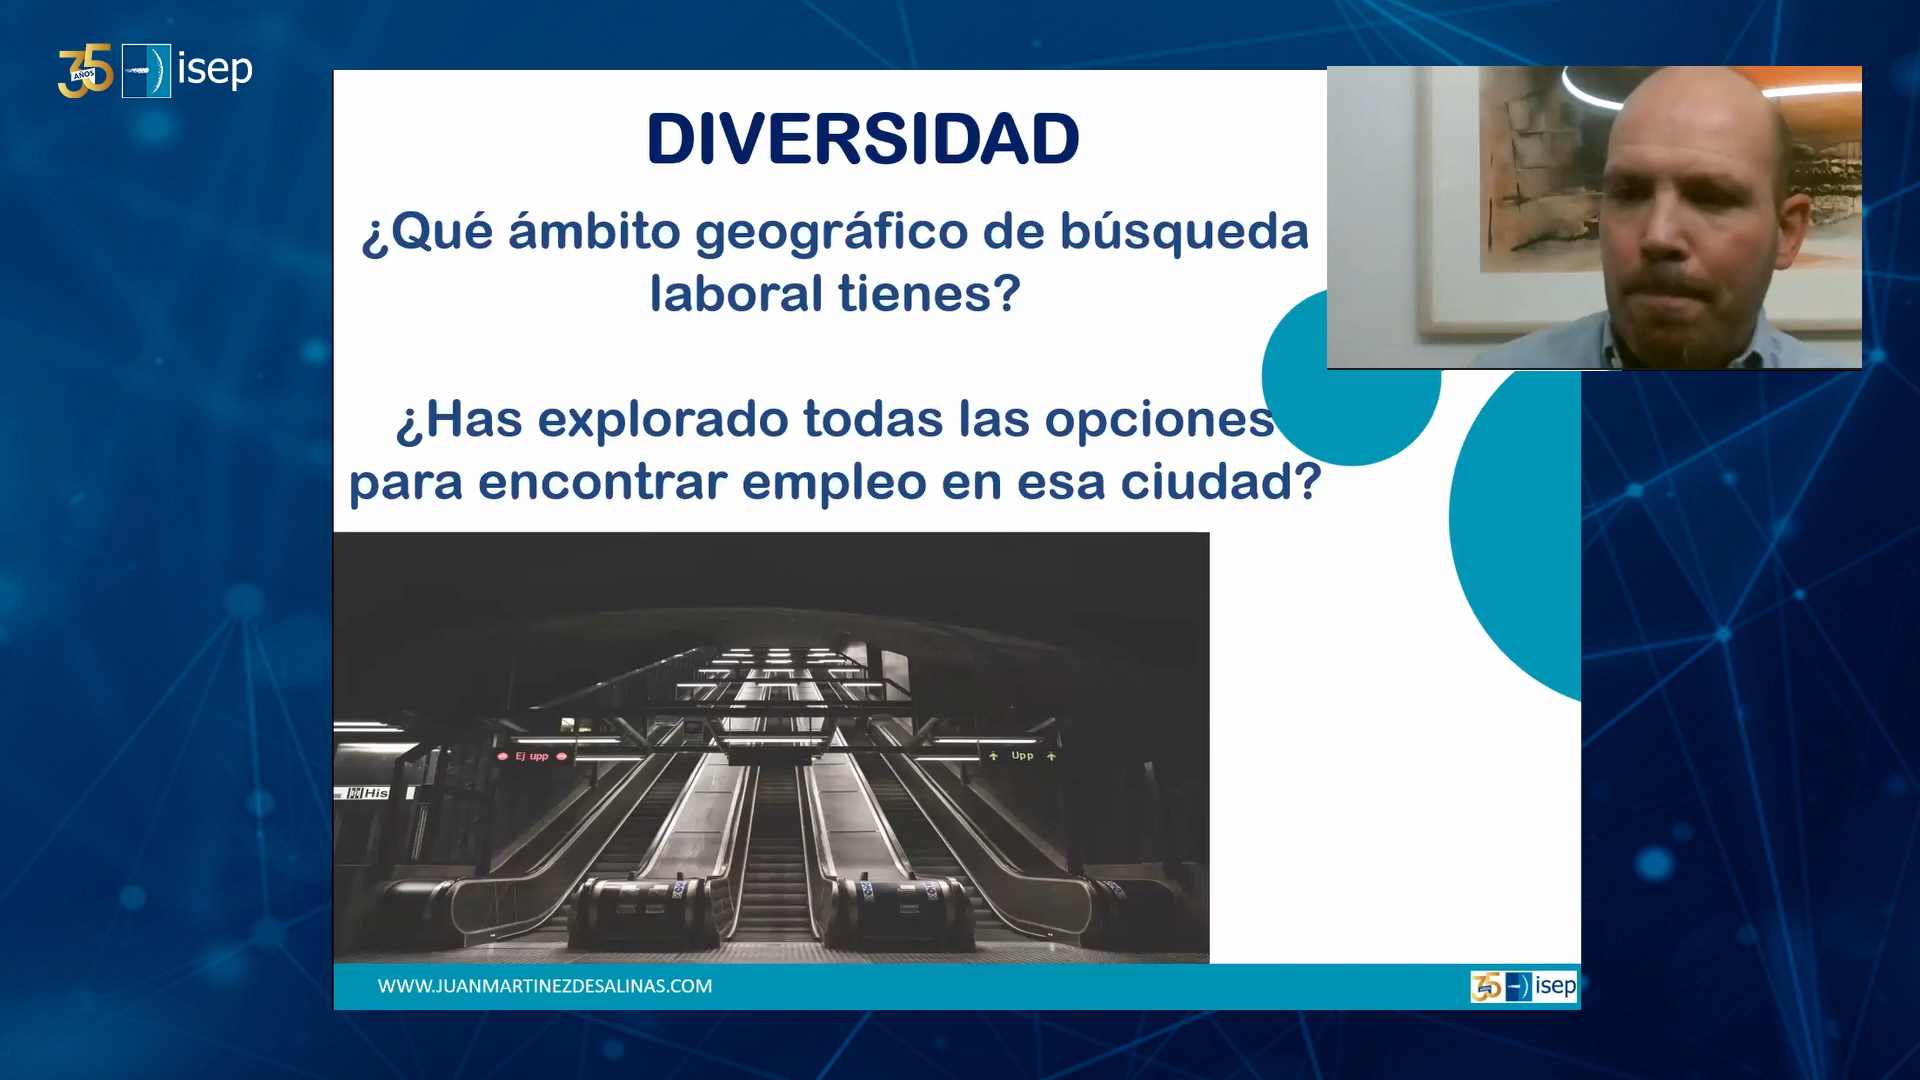 35
AÑOS
isep
DIVERSIDAD
¿Qué ámbito geográfico de búsqueda
laboral tienes?
¿Has explorado todas las opciones
para encontrar empleo en esa ciudad?
Ej upp
Upp
His
WWW.JUANMARTINEZDESALINAS.COM
35
isep